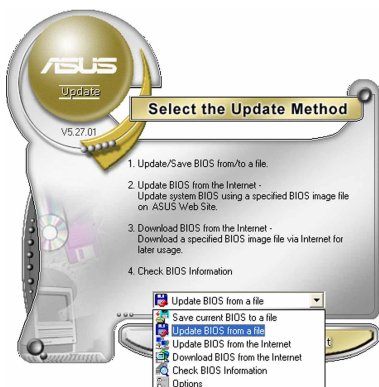 ASUS
Update
V5.27.01
Select the Update Method
1. Update/Save BIOS from/to a file.
2. Update BIOS from the Internet -
Update system BIOS using a specified BIOS image file
on ASUS Web Site.
3. Download BIOS from the Internet -
Download a specified BIOS image file via Internet for
later usage.
4. Check BIOS Information
Update BIOS from a file
Save current BIOS to a file
Update BIOS from a file
Update BIOS from the Internet
Download BIOS from the Internet
Check BIOS Information
Options